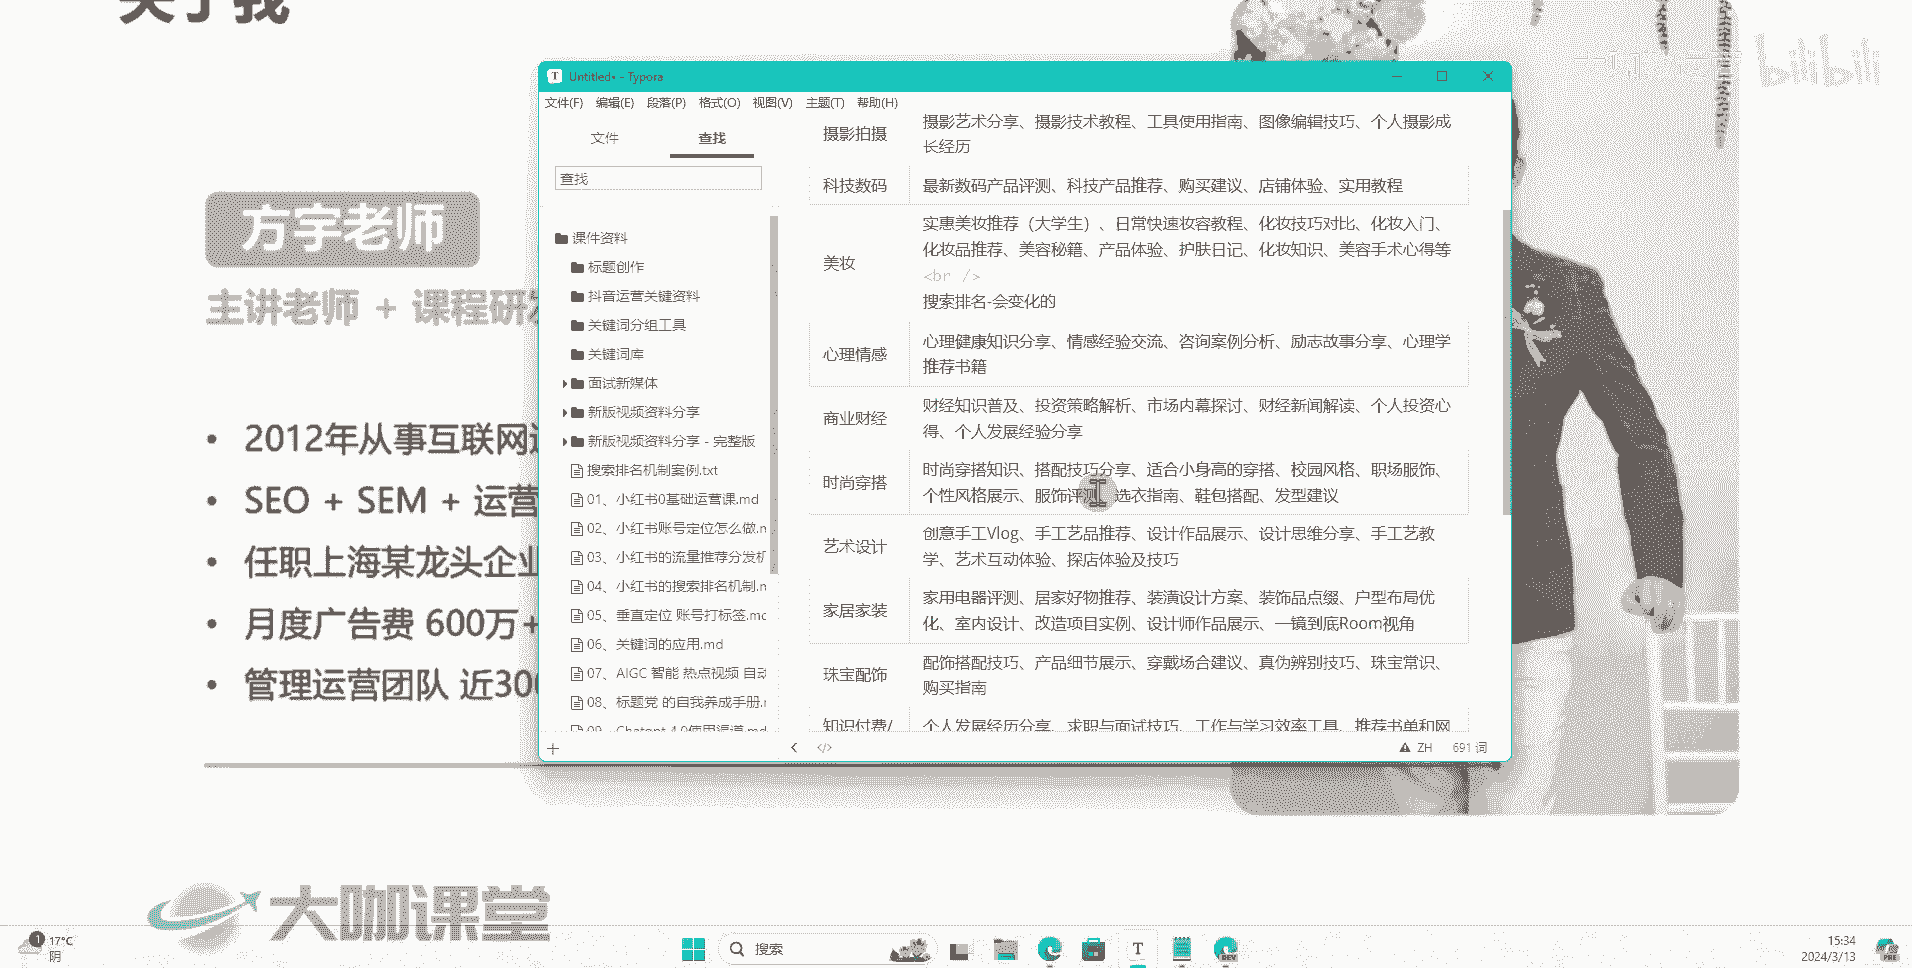 关于我
bilibili
方宇老师
主讲老师 + 课程研发
2012年从事互联网
SEO + SEM + 运营
任职上海某龙头企业
月度广告费 600万+
管理运营团队 近300
大咖课堂
Untitled• - Typora
文件(F) 编辑(E) 段落(P) 格式(O) 视图(V) 主题(T) 帮助(H)
文件 查找
查找
课件资料
标题创作
抖音运营关键资料
关键词分组工具
关键词库
面试新媒体
新版视频资料分享
新版视频资料分享 - 完整版
搜索排名机制案例.txt
01、小红书0基础运营课.md
02、小红书账号定位怎么做.m
03、小红书的流量推荐分发机
04、小红书的搜索排名机制.m
05、垂直定位 账号打标签.mc
06、关键词的应用.md
07、AIGC 智能 热点视频 自动
08、标题党 的自我养成手册.r
09、Chatgpt 4.0使用渠道.md
摄影拍摄
摄影艺术分享、摄影技术教程、工具使用指南、图像编辑技巧、个人摄影成
长经历
科技数码
最新数码产品评测、科技产品推荐、购买建议、店铺体验、实用教程
美妆
实惠美妆推荐（大学生）、日常快速妆容教程、化妆技巧对比、化妆入门、
化妆品推荐、美容秘籍、产品体验、护肤日记、化妆知识、美容手术心得等
<br />
搜索排名-会变化的
心理情感
心理健康知识分享、情感经验交流、咨询案例分析、励志故事分享、心理学
推荐书籍
商业财经
财经知识普及、投资策略解析、市场内幕探讨、财经新闻解读、个人投资心
得、个人发展经验分享
时尚穿搭
时尚穿搭知识、搭配技巧分享、适合小身高的穿搭、校园风格、职场服饰、
个性风格展示、服饰评测、选衣指南、鞋包搭配、发型建议
艺术设计
创意手工Vlog、手工艺品推荐、设计作品展示、设计思维分享、手工艺教
学、艺术互动体验、探店体验及技巧
家居家装
家用电器评测、居家好物推荐、装潢设计方案、装饰品点缀、户型布局优
化、室内设计、改造项目实例、设计师作品展示、一镜到底Room视角
珠宝配饰
配饰搭配技巧、产品细节展示、穿戴场合建议、真伪辨别技巧、珠宝常识、
购买指南
知识付费/
个人发展经历分享、求职与面试技巧、工作与学习效率工具、推荐书单和网
ZH 691 词
1
17°C
阴
搜索
T
DEV
15:34
2024/3/13
PRE